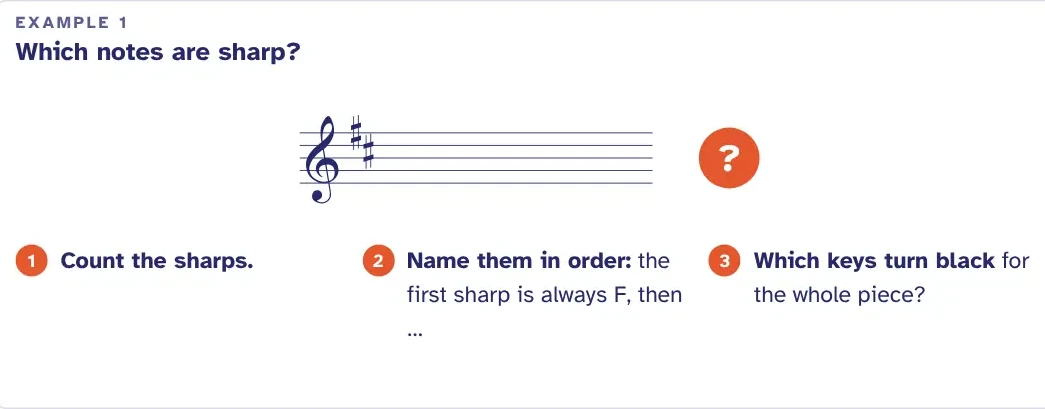 EXAMPLE 1
Which notes are sharp?
?
1 Count the sharps.
2 Name them in order: the
first sharp is always F, then
...
3 Which keys turn black for
the whole piece?